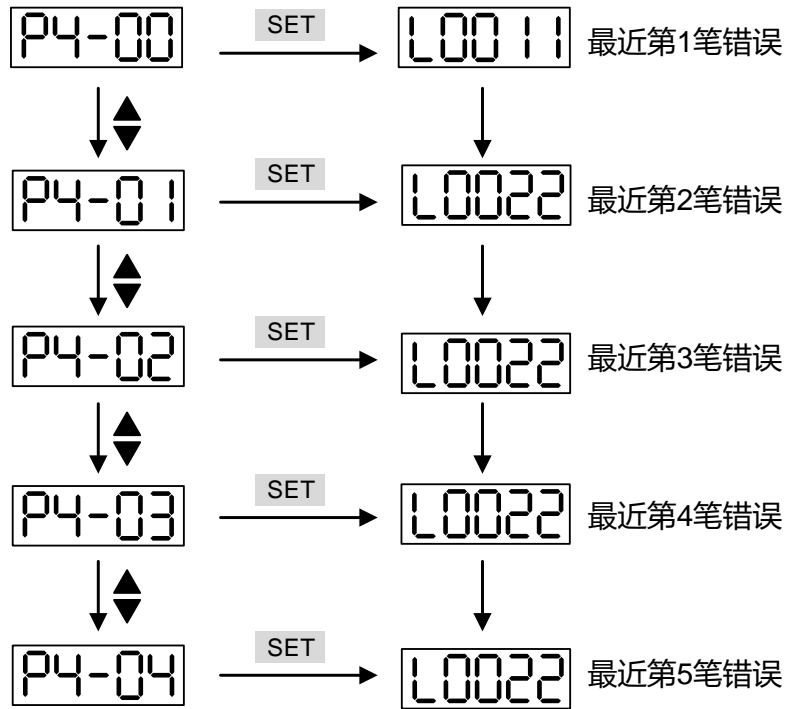 P4-00 SET L0011 最近第1笔错误
P4-01 SET L0022 最近第2笔错误
P4-02 SET L0022 最近第3笔错误
P4-03 SET L0022 最近第4笔错误
P4-04 SET L0022 最近第5笔错误